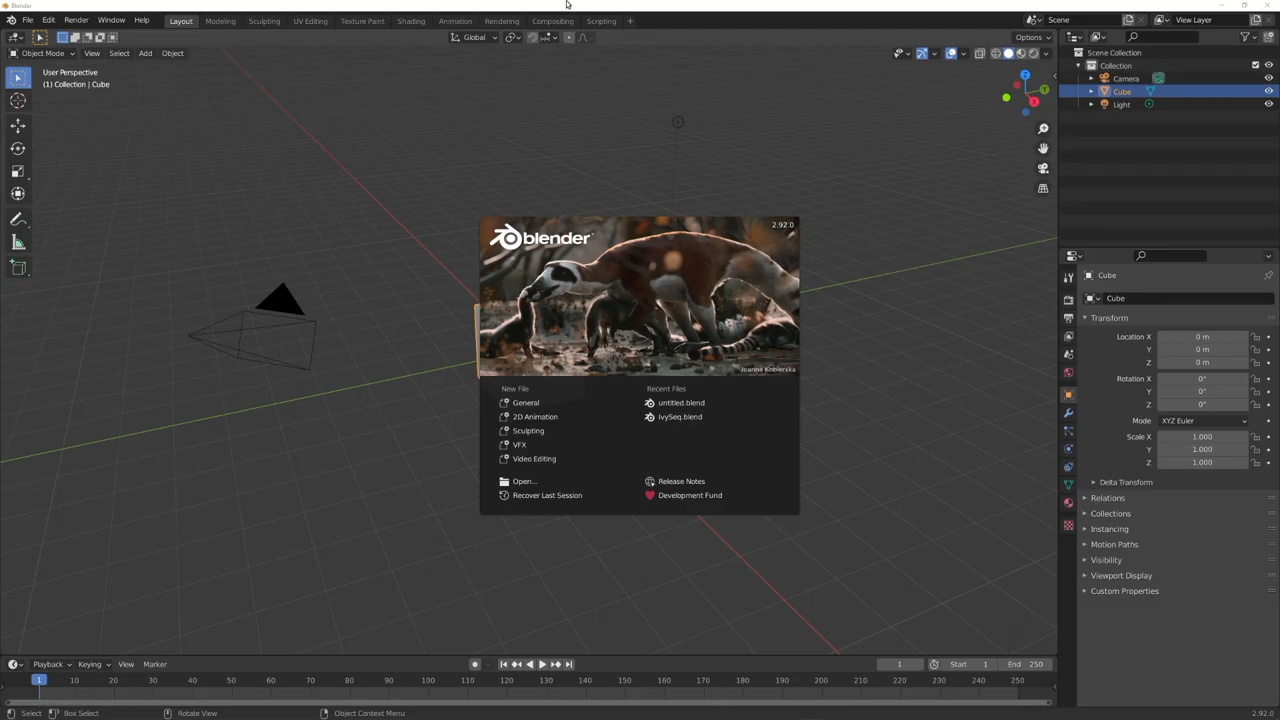 Blender
File Edit Render Window Help Layout Modeling Sculpting UV Editing Texture Paint Shading Animation Rendering Compositing Scripting + Scene View Layer
Global Options
Object Mode View Select Add Object
User Perspective
(1) Collection | Cube
Z
Y
X
Scene Collection
Collection
Camera
Cube
Light
blender
2.92.0
Joanna Kobierska
New File
General
2D Animation
Sculpting
VFX
Video Editing
Open...
Recover Last Session
Recent Files
untitled.blend
IvySeq.blend
Release Notes
Development Fund
Cube
Cube
Transform
Location X 0 m
Y 0 m
Z 0 m
Rotation X 0°
Y 0°
Z 0°
Mode XYZ Euler
Scale X 1.000
Y 1.000
Z 1.000
Delta Transform
Relations
Collections
Instancing
Motion Paths
Visibility
Viewport Display
Custom Properties
Playback Keying View Marker 1 Start 1 End 250
1 10 20 30 40 50 60 70 80 90 100 110 120 130 140 150 160 170 180 190 200 210 220 230 240 250
Select Box Select Rotate View Object Context Menu 2.92.0